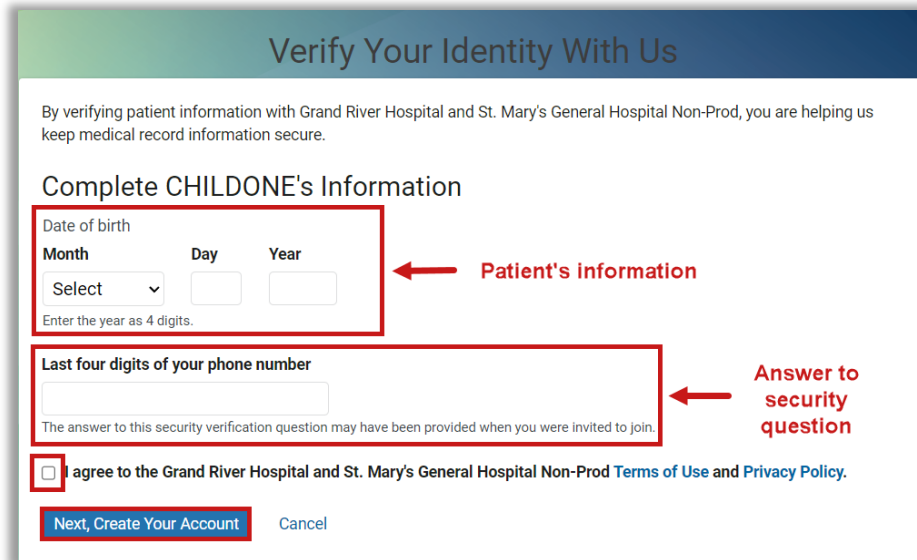 Verify Your Identity With Us
By verifying patient information with Grand River Hospital and St. Mary's General Hospital Non-Prod, you are helping us
keep medical record information secure.
Complete CHILDONE's Information
Date of birth
Month Day Year
Select
Enter the year as 4 digits.
Patient's information
Last four digits of your phone number
The answer to this security verification question may have been provided when you were invited to join.
Answer to
security
question
I agree to the Grand River Hospital and St. Mary's General Hospital Non-Prod Terms of Use and Privacy Policy.
Next, Create Your Account Cancel